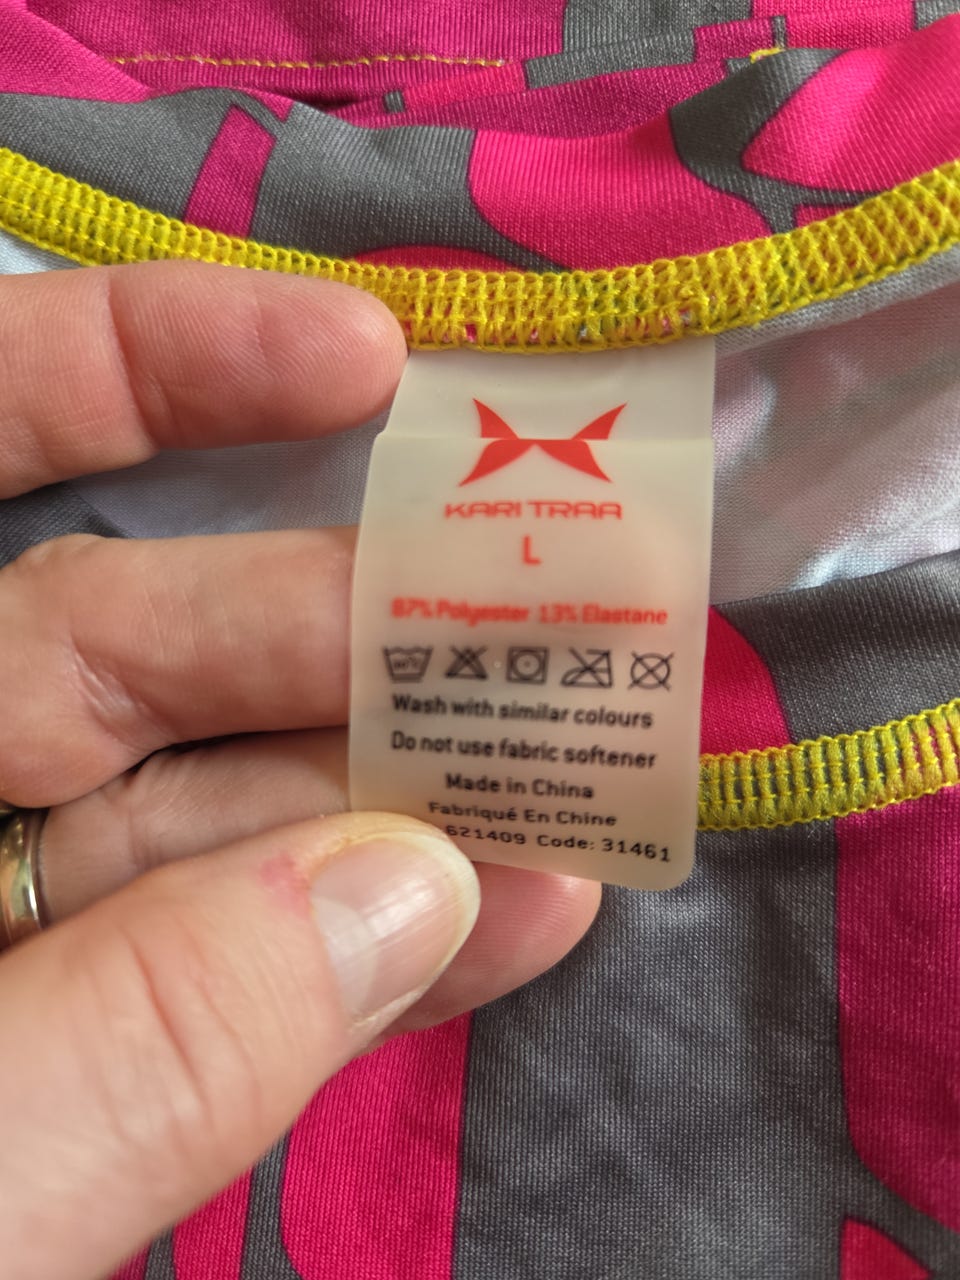 KARI TRAA
L
87% Polyester 13% Elastane
Wash with similar colours
Do not use fabric softener
Made in China
Fabriqué En Chine
621409 Code: 31461